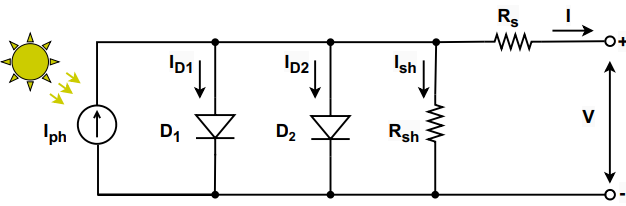 R_s I +
I_D1 I_D2 I_sh
I_ph D_1 D_2 R_sh V
-